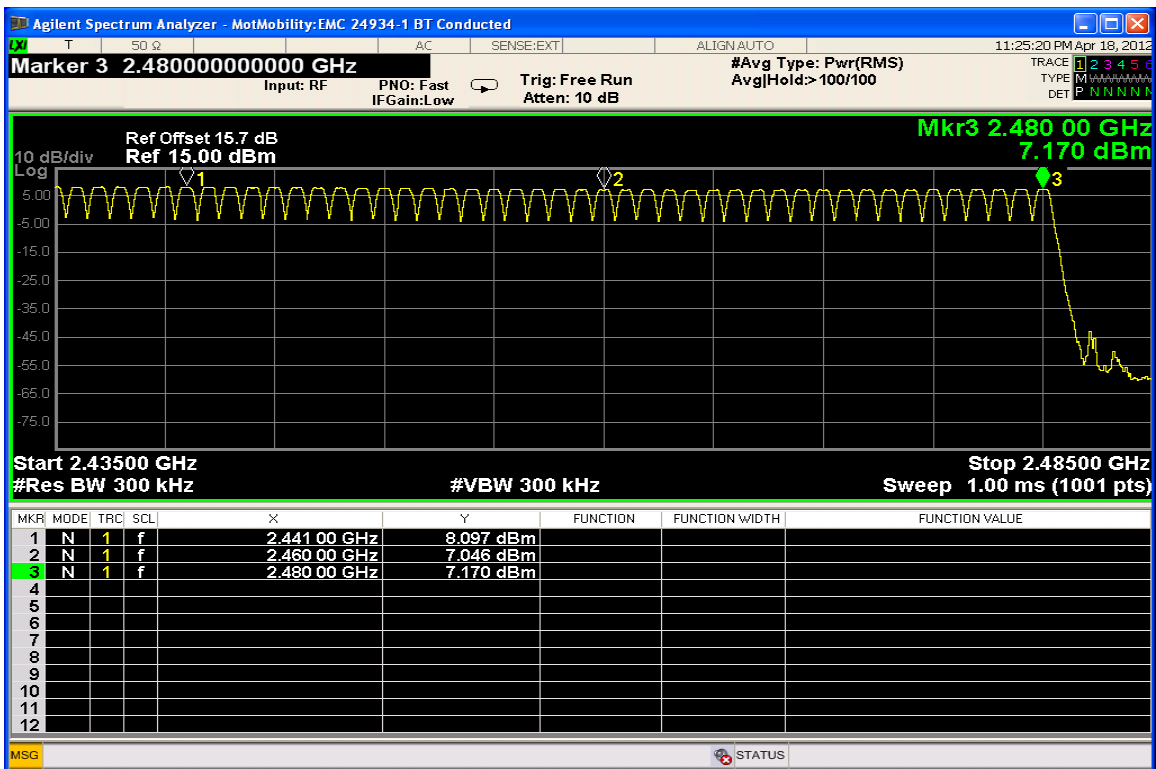 Agilent Spectrum Analyzer - MotMobility:EMC 24934-1 BT Conducted
LXI T 50 Ω AC SENSE:EXT ALIGN AUTO 11:25:20 PM Apr 18, 2012
Marker 3 2.480000000000 GHz
Input: RF
PNO: Fast
IFGain:Low
Trig: Free Run
Atten: 10 dB
#Avg Type: Pwr(RMS)
Avg|Hold:>100/100
TRACE 1 2 3 4 5 6
TYPE M
DET P N N N N N
Mkr3 2.480 00 GHz
7.170 dBm
Ref Offset 15.7 dB
10 dB/div Ref 15.00 dBm
Log
1
2
3
5.00
-5.00
-15.0
-25.0
-35.0
-45.0
-55.0
-65.0
-75.0
Start 2.43500 GHz Stop 2.48500 GHz
#Res BW 300 kHz #VBW 300 kHz Sweep 1.00 ms (1001 pts)
MKR MODE TRC SCL X Y FUNCTION FUNCTION WIDTH FUNCTION VALUE
1 N 1 f 2.441 00 GHz 8.097 dBm
2 N 1 f 2.460 00 GHz 7.046 dBm
3 N 1 f 2.480 00 GHz 7.170 dBm
4
5
6
7
8
9
10
11
12
MSG STATUS